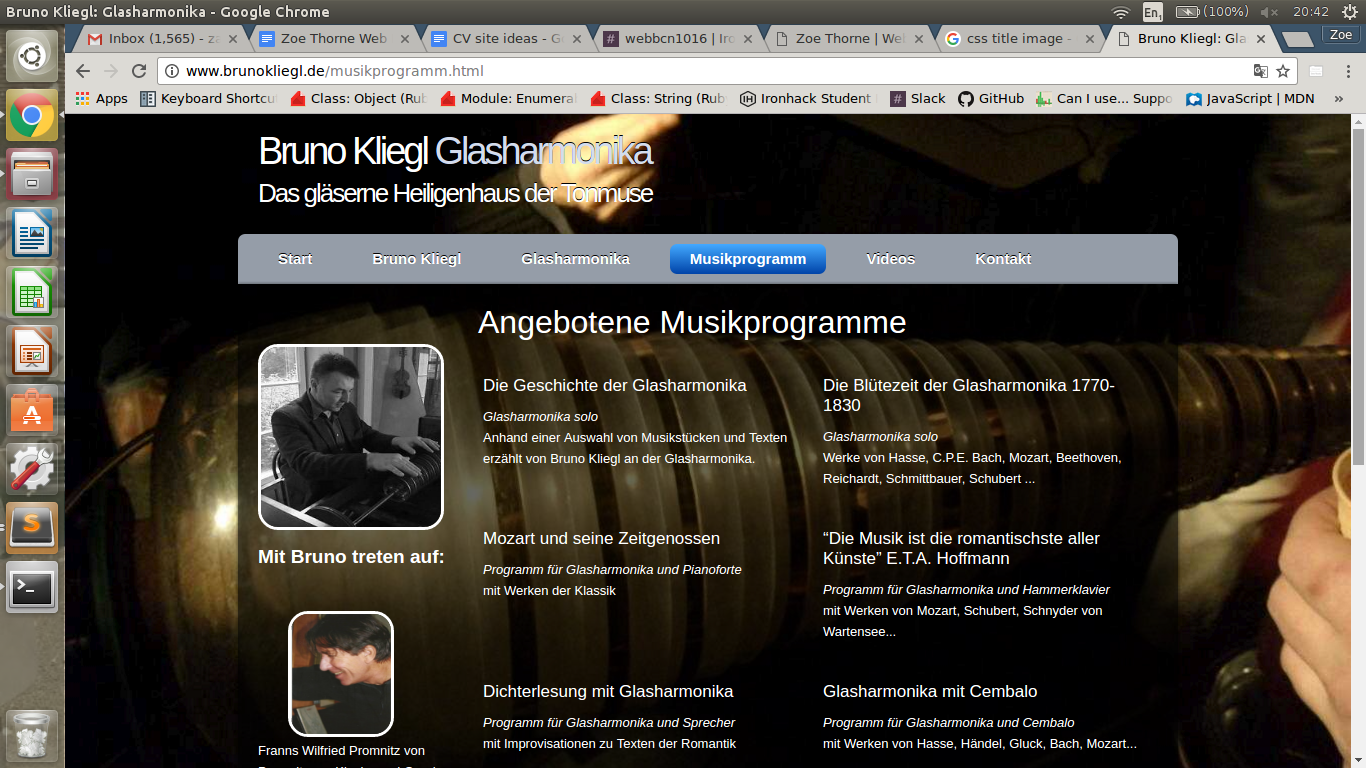 Bruno Kliegl: Glasharmonika - Google Chrome
En1
(100%)
20:42
Inbox (1,565) - za
Zoe Thorne Web
CV site ideas - Go
webbcn1016 | Iro
Zoe Thorne | Web
css title image -
Bruno Kliegl: Gla
Zoe
www.brunokliegl.de/musikprogramm.html
Apps
Keyboard Shortcu
Class: Object (Rub
Module: Enumeral
Class: String (Rub
Ironhack Student
Slack
GitHub
Can I use... Suppo
JavaScript | MDN
»
Bruno Kliegl Glasharmonika
Das gläserne Heiligenhaus der Tonmuse
Start
Bruno Kliegl
Glasharmonika
Musikprogramm
Videos
Kontakt
Angebotene Musikprogramme
Die Geschichte der Glasharmonika
Glasharmonika solo
Anhand einer Auswahl von Musikstücken und Texten
erzählt von Bruno Kliegl an der Glasharmonika.
Die Blütezeit der Glasharmonika 1770-
1830
Glasharmonika solo
Werke von Hasse, C.P.E. Bach, Mozart, Beethoven,
Reichardt, Schmittbauer, Schubert ...
Mit Bruno treten auf:
Mozart und seine Zeitgenossen
Programm für Glasharmonika und Pianoforte
mit Werken der Klassik
“Die Musik ist die romantischste aller
Künste” E.T.A. Hoffmann
Programm für Glasharmonika und Hammerklavier
mit Werken von Mozart, Schubert, Schnyder von
Wartensee...
Dichterlesung mit Glasharmonika
Programm für Glasharmonika und Sprecher
mit Improvisationen zu Texten der Romantik
Glasharmonika mit Cembalo
Programm für Glasharmonika und Cembalo
mit Werken von Hasse, Händel, Gluck, Bach, Mozart...
Franns Wilfried Promnitz von